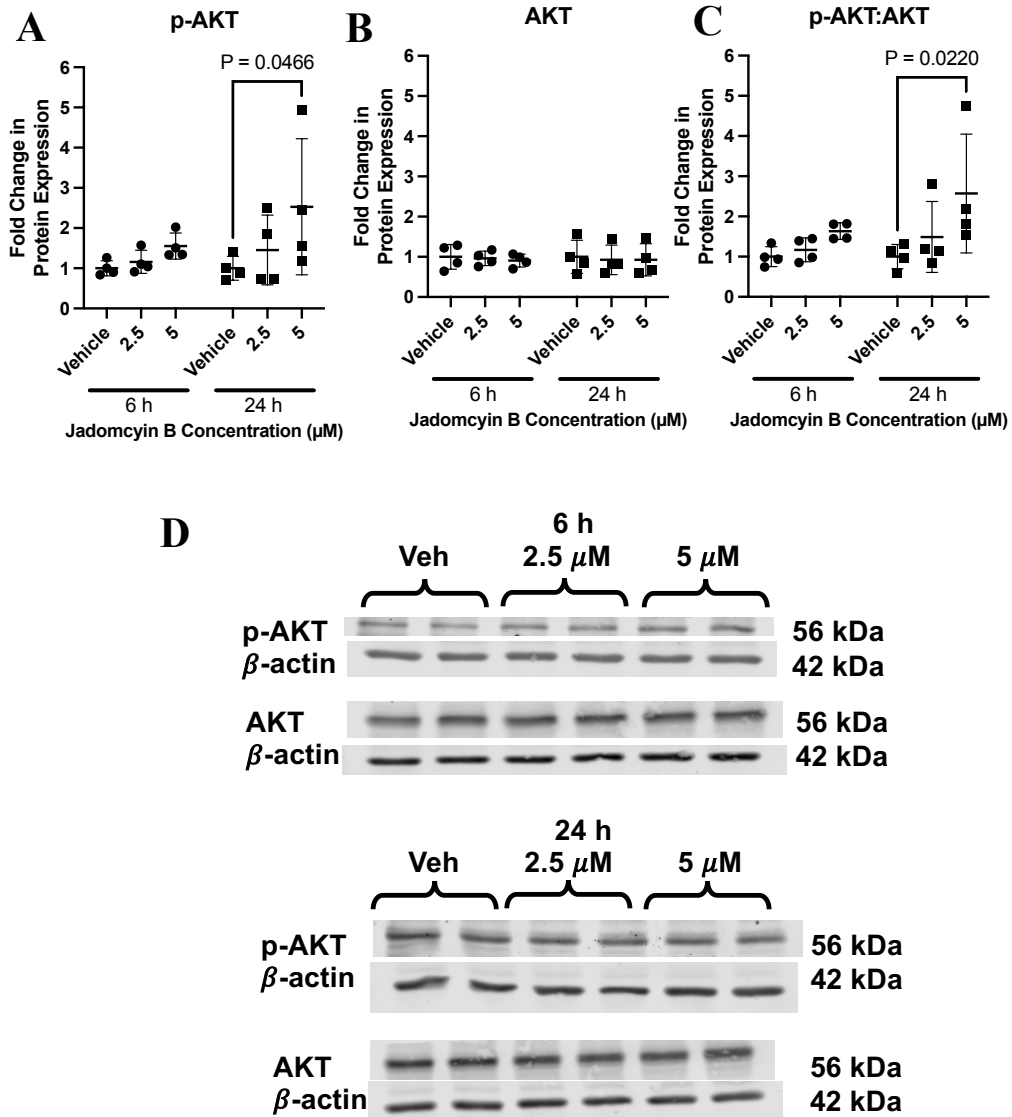 A
p-AKT
P = 0.0466
Fold Change in
Protein Expression
6
5
4
3
2
1
0
Vehicle
2.5
5
Vehicle
2.5
5
6 h
24 h
Jadomcyin B Concentration (µM)
B
AKT
Fold Change in
Protein Expression
6
5
4
3
2
1
0
Vehicle
2.5
5
Vehicle
2.5
5
6 h
24 h
Jadomcyin B Concentration (µM)
C
p-AKT:AKT
P = 0.0220
Fold Change in
Protein Expression
6
5
4
3
2
1
0
Vehicle
2.5
5
Vehicle
2.5
5
6 h
24 h
Jadomcyin B Concentration (µM)
D
6 h
Veh 2.5 µM 5 µM
p-AKT 56 kDa
β-actin 42 kDa
AKT 56 kDa
β-actin 42 kDa
24 h
Veh 2.5 µM 5 µM
p-AKT 56 kDa
β-actin 42 kDa
AKT 56 kDa
β-actin 42 kDa